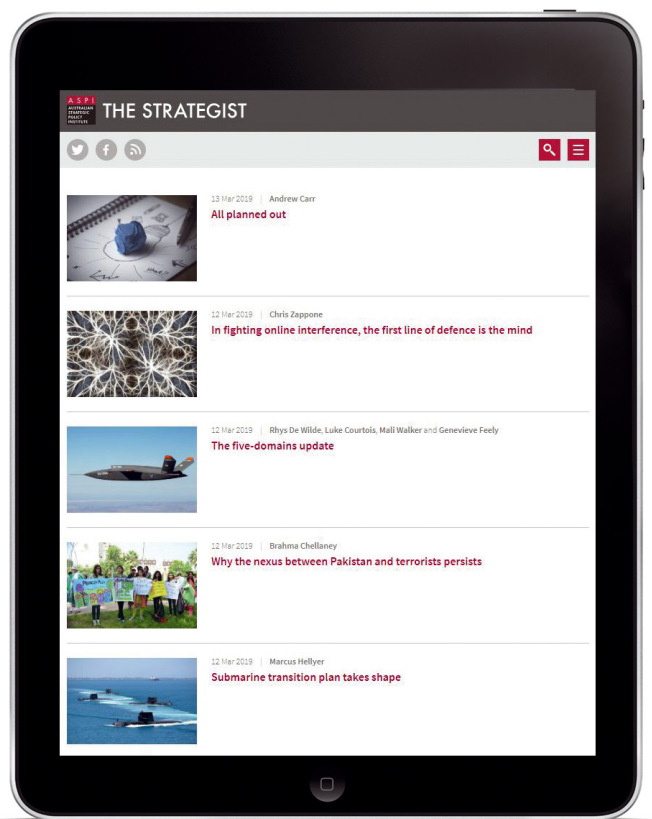 ASPI
AUSTRALIAN
STRATEGIC
POLICY
INSTITUTE
THE STRATEGIST
13 Mar 2019 | Andrew Carr
All planned out
12 Mar 2019 | Chris Zappone
In fighting online interference, the first line of defence is the mind
12 Mar 2019 | Rhys De Wilde, Luke Courtois, Mali Walker and Genevieve Feely
The five-domains update
12 Mar 2019 | Brahma Chellaney
Why the nexus between Pakistan and terrorists persists
12 Mar 2019 | Marcus Hellyer
Submarine transition plan takes shape